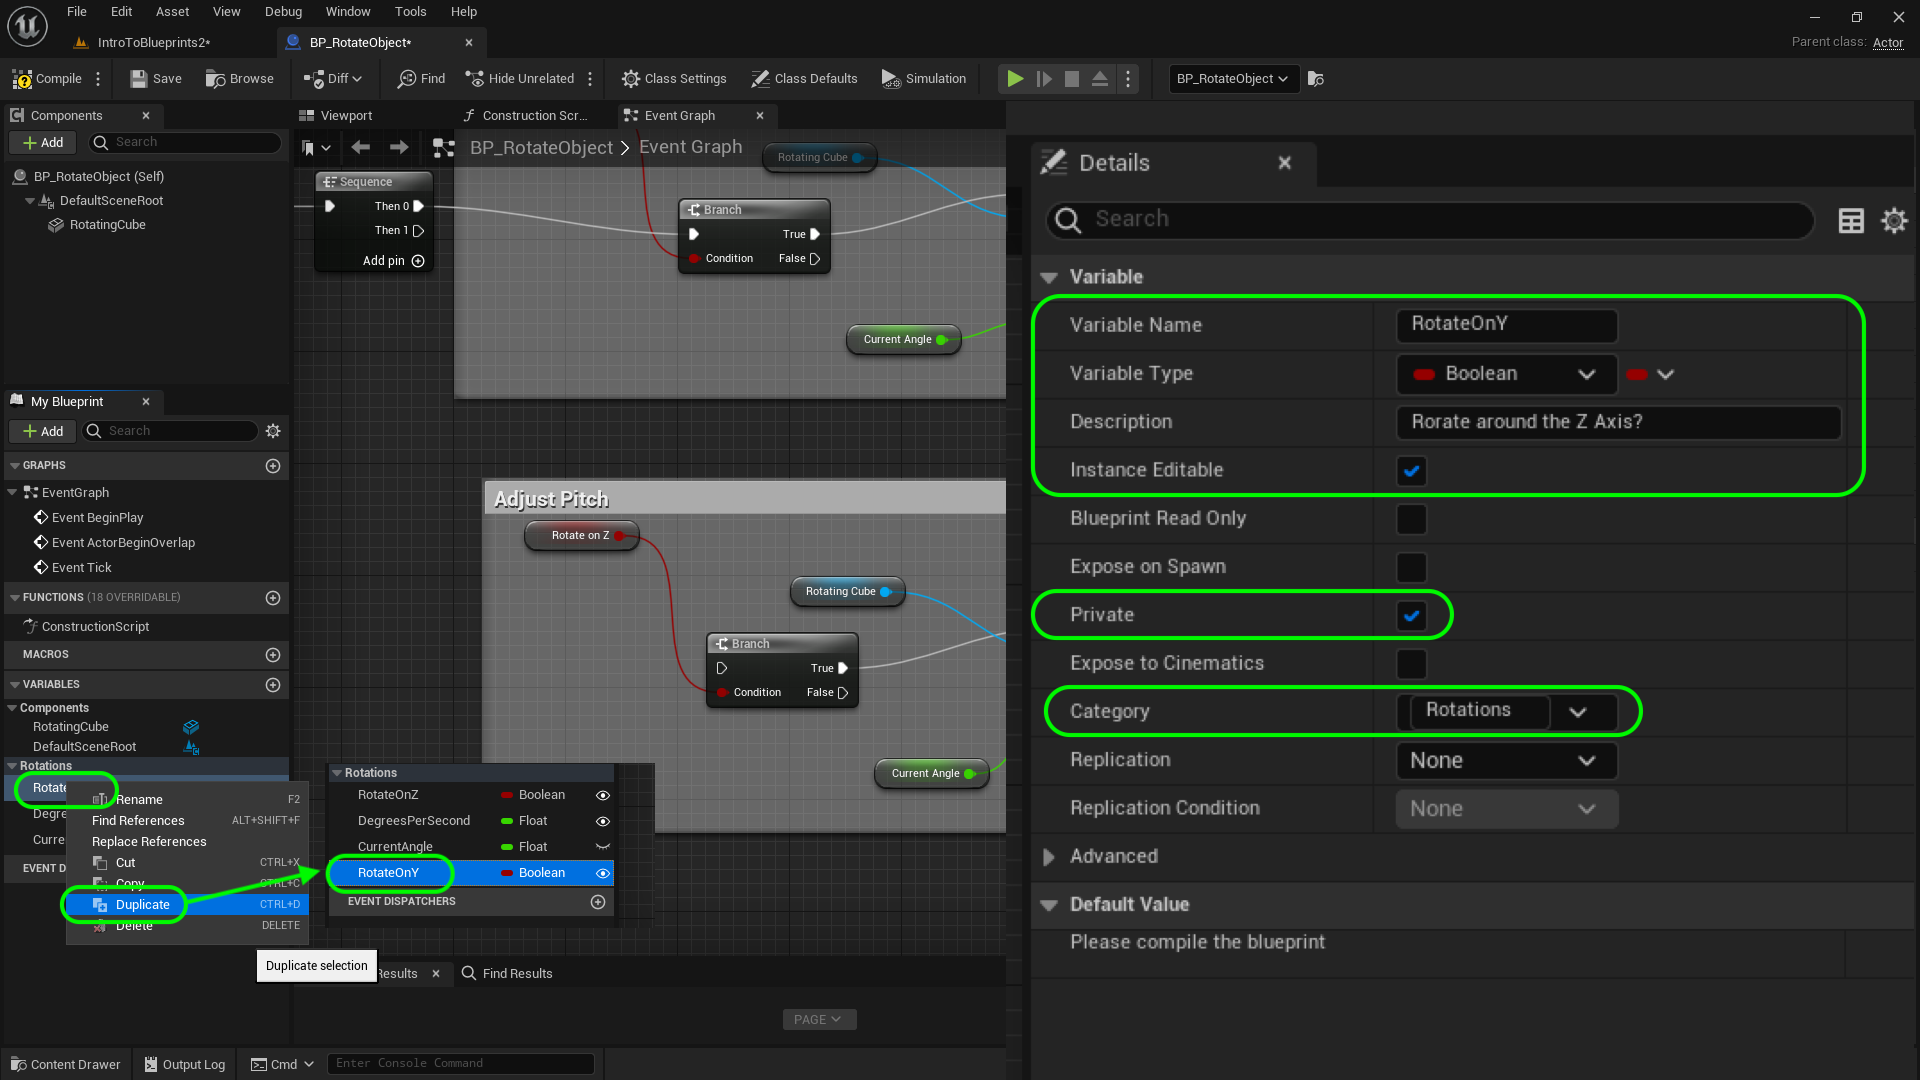 File Edit Asset View Debug Window Tools Help
IntroToBlueprints2* BP_RotateObject*
Parent class: Actor
Compile Save Browse Diff Find Hide Unrelated Class Settings Class Defaults Simulation BP_RotateObject
Components
Add Search
BP_RotateObject (Self)
DefaultSceneRoot
RotatingCube
My Blueprint
Add Search
GRAPHS
EventGraph
Event BeginPlay
Event ActorBeginOverlap
Event Tick
FUNCTIONS (18 OVERRIDABLE)
ConstructionScript
MACROS
VARIABLES
Components
RotatingCube
DefaultSceneRoot
Rotations
Rotate
Degre
Curre
EVENT D
Rename F2
Find References ALT+SHIFT+F
Replace References
Cut CTRL+X
Copy CTRL+C
Duplicate CTRL+D
Delete DELETE
Duplicate selection
Viewport Construction Scr... Event Graph
BP_RotateObject > Event Graph
Sequence
Then 0
Then 1
Add pin
Rotating Cube
Branch
True
Condition False
Current Angle
Adjust Pitch
Rotate on Z
Rotating Cube
Branch
True
Condition False
Current Angle
Rotations
RotateOnZ Boolean
DegreesPerSecond Float
CurrentAngle Float
RotateOnY Boolean
EVENT DISPATCHERS
Results Find Results
PAGE
Details
Search
Variable
Variable Name RotateOnY
Variable Type Boolean
Description Rorate around the Z Axis?
Instance Editable
Blueprint Read Only
Expose on Spawn
Private
Expose to Cinematics
Category Rotations
Replication None
Replication Condition None
Advanced
Default Value
Please compile the blueprint
Content Drawer Output Log Cmd Enter Console Command